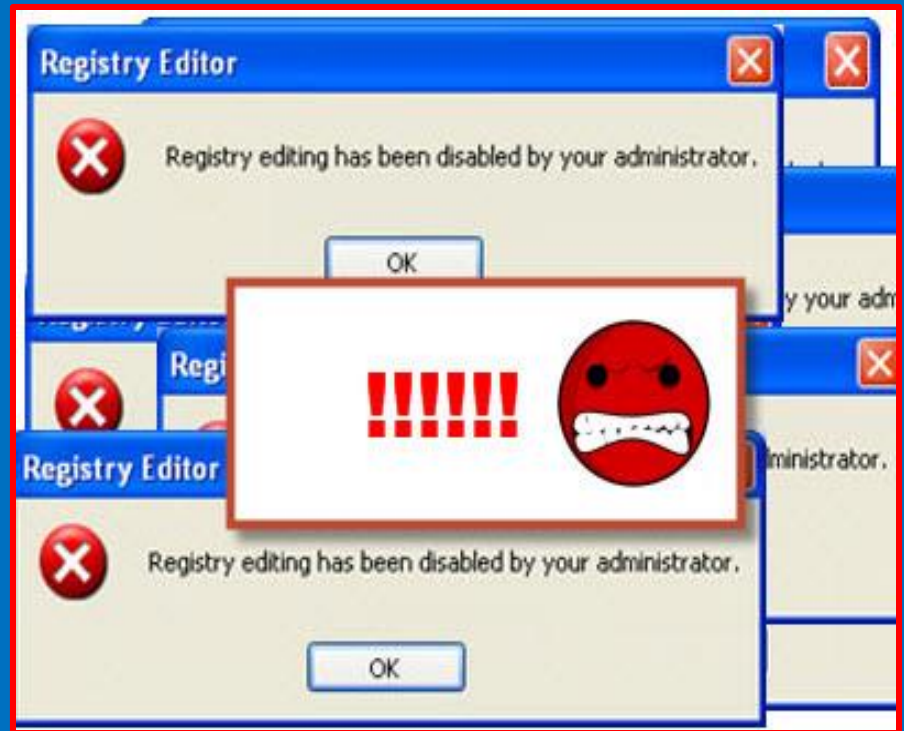 Registry Editor
Registry editing has been disabled by your administrator.
OK
y your adm
Regi
!!!!!!
ministrator.
Registry Editor
Registry editing has been disabled by your administrator.
OK